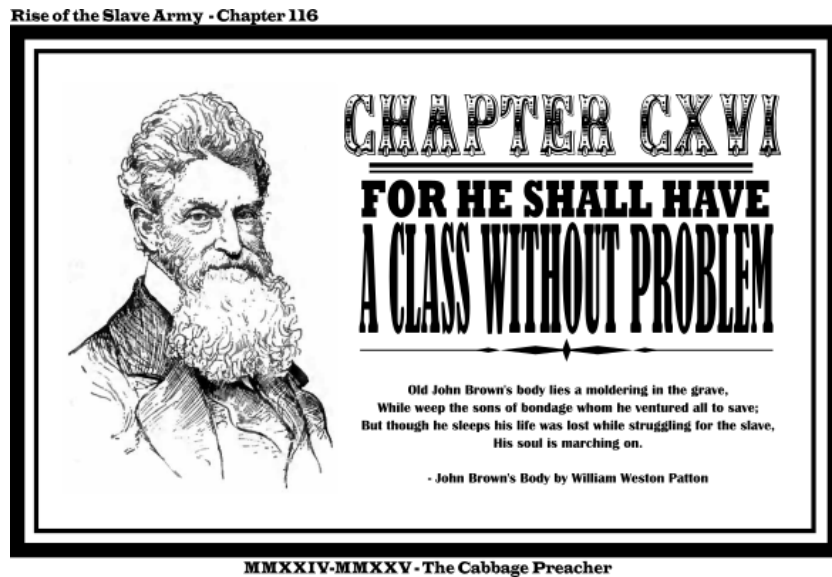 Rise of the Slave Army - Chapter 116
CHAPTER CXVI
FOR HE SHALL HAVE
A CLASS WITHOUT PROBLEM
Old John Brown's body lies a moldering in the grave,
While weep the sons of bondage whom he ventured all to save;
But though he sleeps his life was lost while struggling for the slave,
His soul is marching on.
- John Brown's Body by William Weston Patton
MMXXIV-MMXXV - The Cabbage Preacher